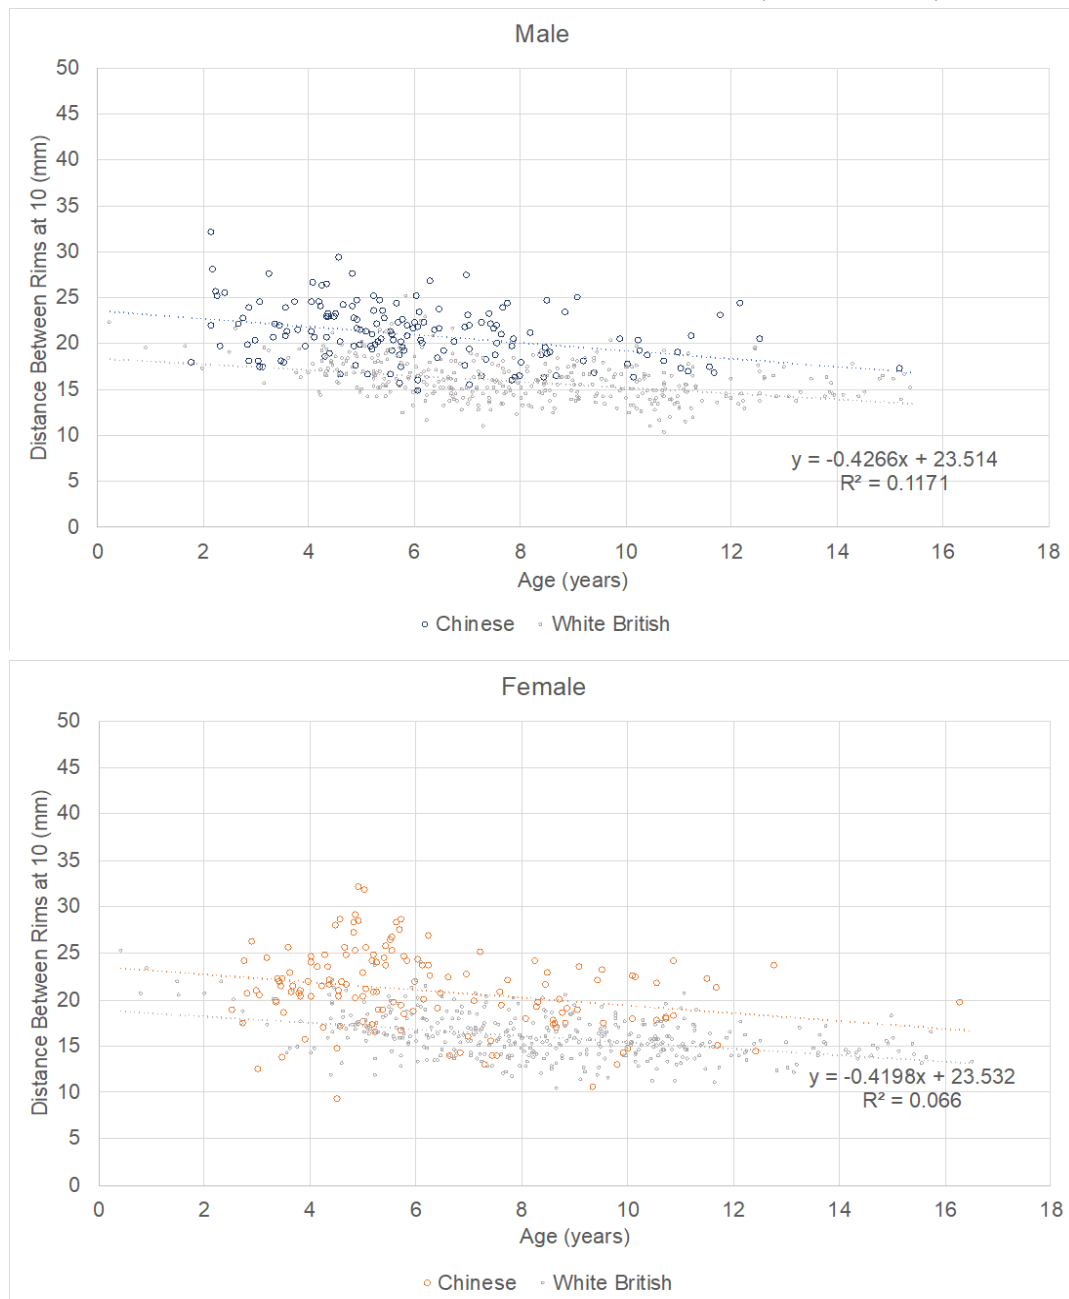 Male
50
45
40
35
30
25
20
15
10
5
0
Distance Between Rims at 10 (mm)
y = -0.4266x + 23.514
R² = 0.1171
0 2 4 6 8 10 12 14 16 18
Age (years)
Chinese White British
Female
50
45
40
35
30
25
20
15
10
5
0
Distance Between Rims at 10 (mm)
y = -0.4198x + 23.532
R² = 0.066
0 2 4 6 8 10 12 14 16 18
Age (years)
Chinese White British